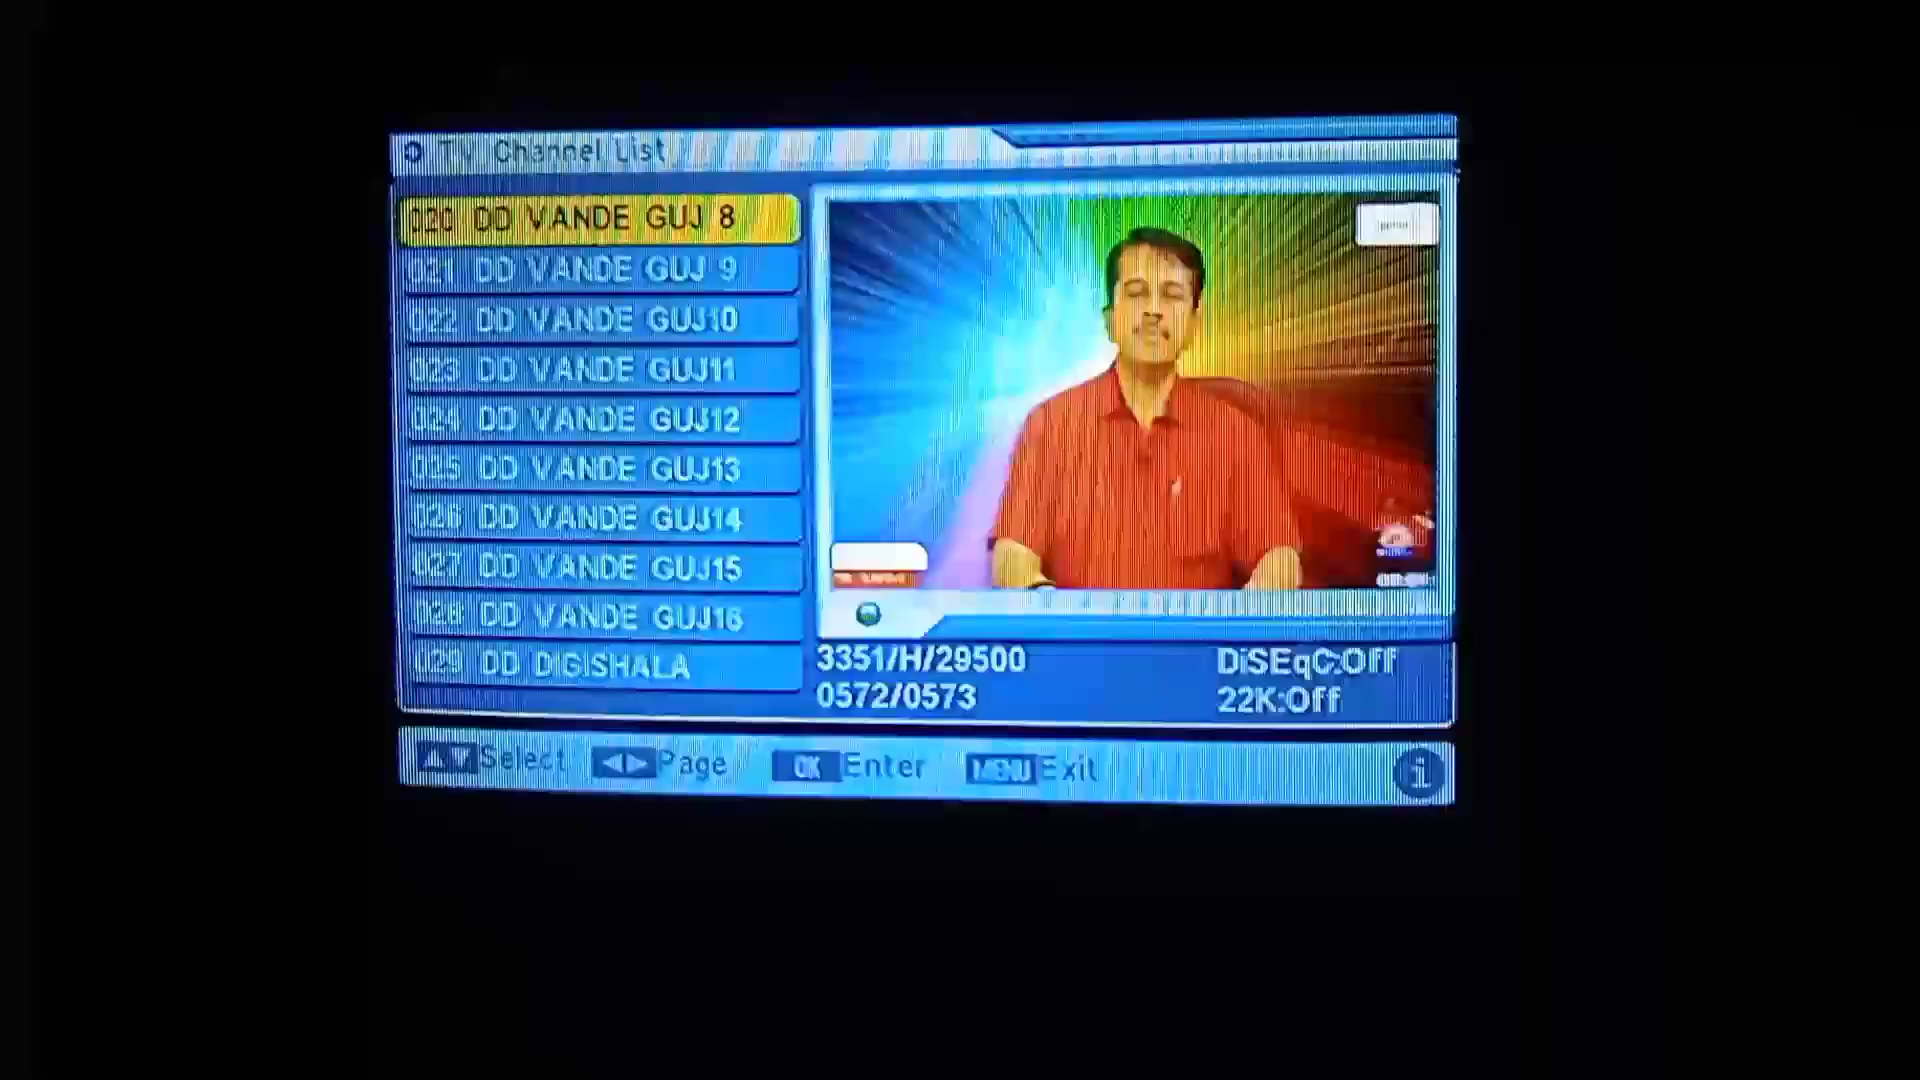 TV Channel List
020 DD VANDE GUJ 8
021 DD VANDE GUJ 9
022 DD VANDE GUJ10
023 DD VANDE GUJ11
024 DD VANDE GUJ12
025 DD VANDE GUJ13
026 DD VANDE GUJ14
027 DD VANDE GUJ15
028 DD VANDE GUJ16
029 DD DIGISHALA
3351/H/29500 DiSEqC:Off
0572/0573 22K:Off
Select Page OK Enter MENU Exit i